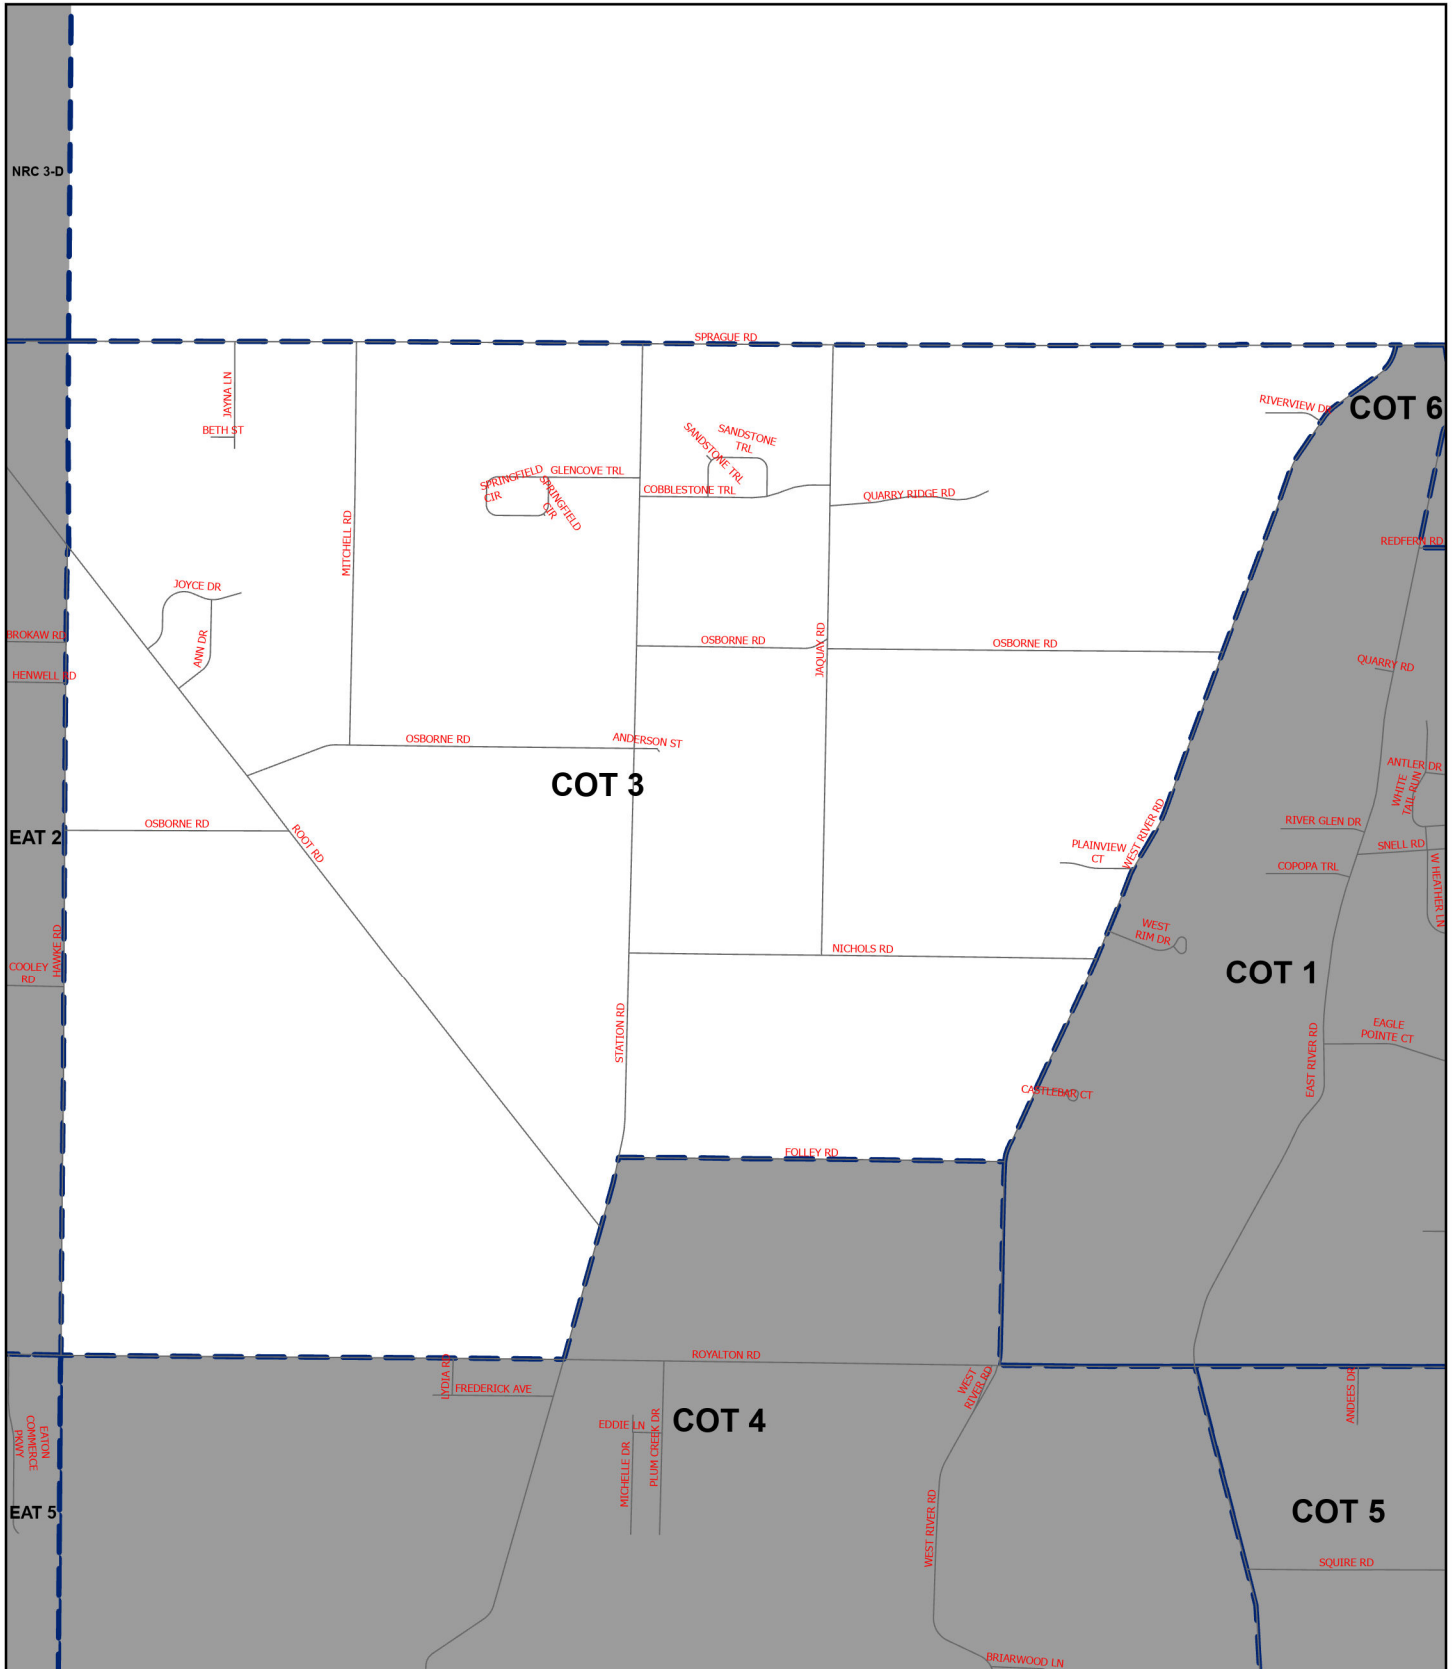 NRC 3-D
SPRAGUE RD
JAYNA LN
BETH ST
RIVERVIEW DR
COT 6
SANDSTONE
TRL
SANDSTONE TRL
SPRINGFIELD
CIR
GLENCOVE TRL
SPRINGFIELD
CIR
COBBLESTONE TRL
QUARRY RIDGE RD
MITCHELL RD
REDFERN RD
JOYCE DR
ANN DR
BROKAW RD
HENWELL RD
OSBORNE RD
JAQUAY RD
OSBORNE RD
QUARRY RD
OSBORNE RD
ANDERSON ST
COT 3
ANTLER DR
WHITE
TAIL RUN
EAT 2
OSBORNE RD
ROOT RD
WEST RIVER RD
PLAINVIEW
CT
RIVER GLEN DR
SNELL RD
COPOPA TRL
W HEATHER LN
HAWKE RD
COOLEY
RD
NICHOLS RD
WEST
RIM DR
COT 1
STATION RD
EAST RIVER RD
EAGLE
POINTE CT
CASTLEBAR CT
FOLLEY RD
ROYALTON RD
LYDIA RD
FREDERICK AVE
WEST
RIVER RD
ANDEES DR
EATON
COMMERCE
PKWY
EDDIE LN
MICHELLE DR
PLUM CREEK DR
COT 4
EAT 5
WEST RIVER RD
COT 5
SQUIRE RD
BRIARWOOD LN